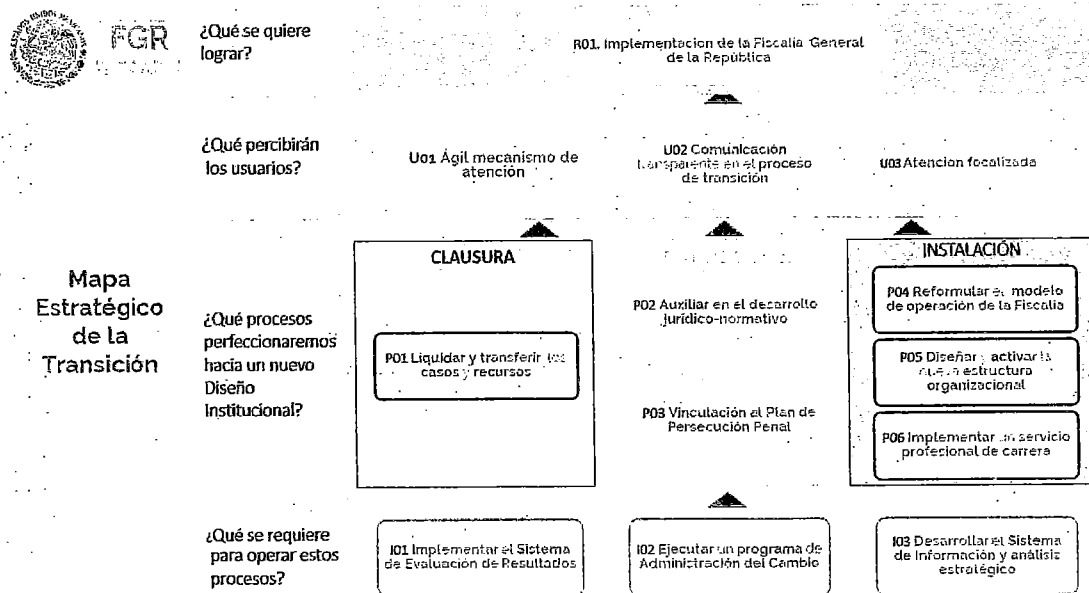 FGR
¿Qué se quiere
lograr?
R01. Implementacion de la Fiscalia General
de la República
¿Qué percibirán
los usuarios?
U01 Ágil mecanismo de
atención
U02 Comunicación
transparente en el proceso
de transición
U03 Atencion focalizada
Mapa
Estratégico
de la
Transición
¿Qué procesos
perfeccionaremos
hacia un nuevo
Diseño
Institucional?
CLAUSURA
P01 Liquidar y transferir los
casos y recursos
P02 Auxiliar en el desarrollo
jurídico-normativo
P03 Vinculación al Plan de
Persecución Penal
INSTALACIÓN
P04 Reformular el modelo
de operación de la Fiscalia
P05 Diseñar y activar la
nueva estructura
organizacional
P06 Implementar un servicio
profesional de carrera
¿Qué se requiere
para operar estos
procesos?
I01 Implementar el Sistema
de Evaluación de Resultados
I02 Ejecutar un programa de
Administración del Cambio
I03 Desarrollar el Sistema
de Información y análisis
estratégico